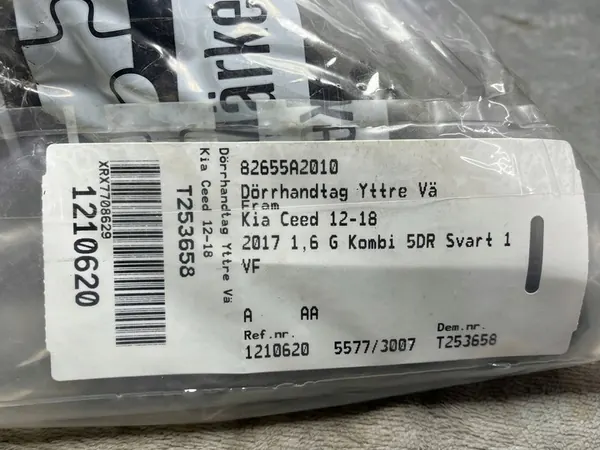 märke
XRX7708629
1210620
T253658
Dörrhandtag Yttre Vä
Kia Ceed 12-18
82655A2010
Dörrhandtag Yttre Vä
Fram
Kia Ceed 12-18
2017 1,6 G Kombi 5DR Svart 1
VF
A AA
Ref.nr. Dem.nr.
1210620 5577/3007 T253658